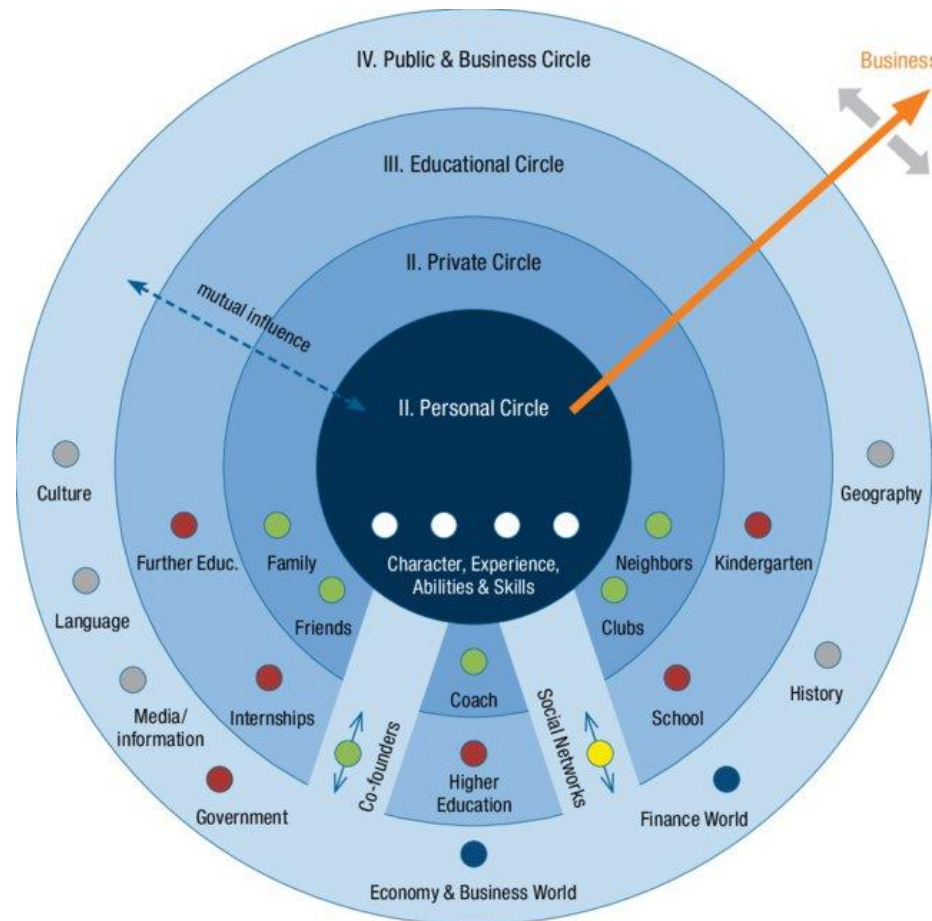 IV. Public & Business Circle
Business
III. Educational Circle
II. Private Circle
mutual influence
II. Personal Circle
Culture
Geography
Further Educ.
Family
Character, Experience,
Abilities & Skills
Neighbors
Kindergarten
Language
Friends
Clubs
Media/
information
Internships
Coach
School
History
Co-founders
Social Networks
Government
Higher
Education
Finance World
Economy & Business World